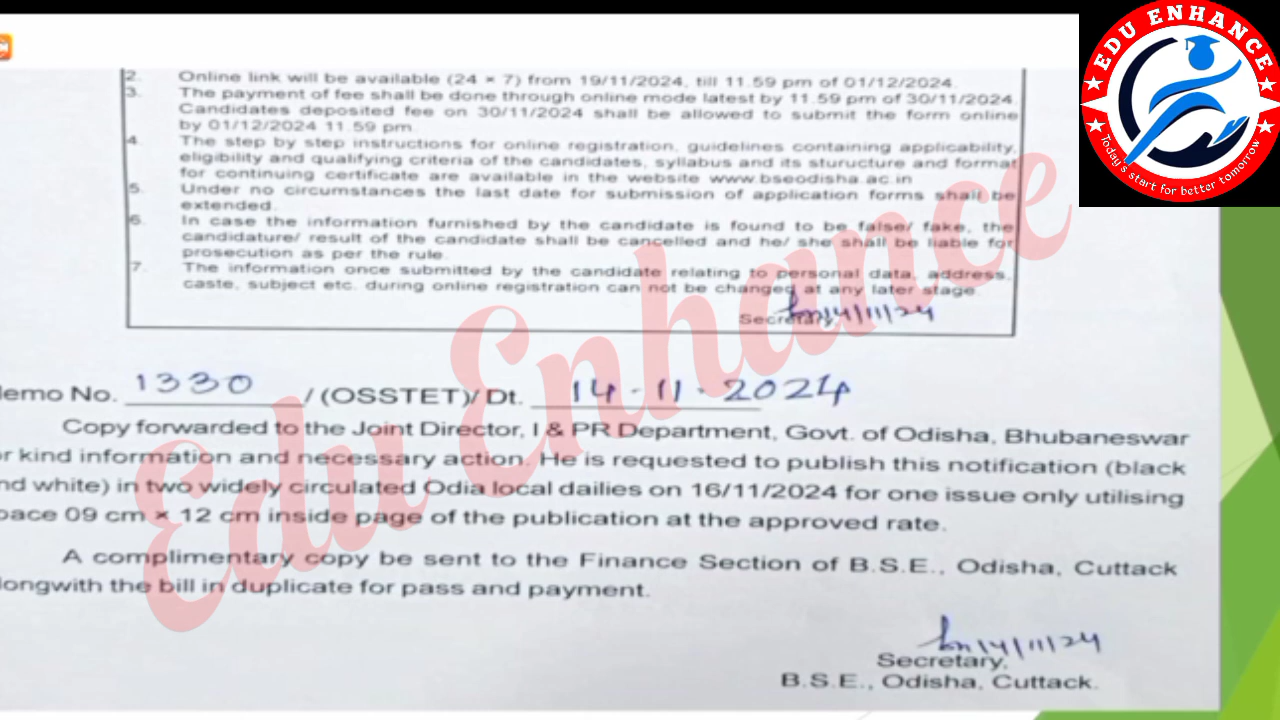 EDU ENHANCE
Today's start for better tomorrow
2. Online link will be available (24 × 7) from 19/11/2024, till 11.59 pm of 01/12/2024.
3. The payment of fee shall be done through online mode latest by 11.59 pm of 30/11/2024.
Candidates deposited fee on 30/11/2024 shall be allowed to submit the form online
by 01/12/2024 11.59 pm.
4. The step by step instructions for online registration, guidelines containing applicability,
eligibility and qualifying criteria of the candidates, syllabus and its sturucture and format
for continuing certificate are available in the website www.bseodisha.ac.in
5. Under no circumstances the last date for submission of application forms shall be
extended.
6. In case the information furnished by the candidate is found to be false/ fake, the
candidature/ result of the candidate shall be cancelled and he/ she shall be liable for
prosecution as per the rule.
7. The information once submitted by the candidate relating to personal data, address,
caste, subject etc. during online registration can not be changed at any later stage.
Secretary, 14/11/24
emo No. 1330 / (OSSTET)/ Dt. 14-11-2024
Copy forwarded to the Joint Director, I & PR Department, Govt. of Odisha, Bhubaneswar
r kind information and necessary action. He is requested to publish this notification (black
nd white) in two widely circulated Odia local dailies on 16/11/2024 for one issue only utilising
pace 09 cm × 12 cm inside page of the publication at the approved rate.
A complimentary copy be sent to the Finance Section of B.S.E., Odisha, Cuttack
longwith the bill in duplicate for pass and payment.
14/11/24
Secretary,
B.S.E., Odisha, Cuttack.
Edu Enhance